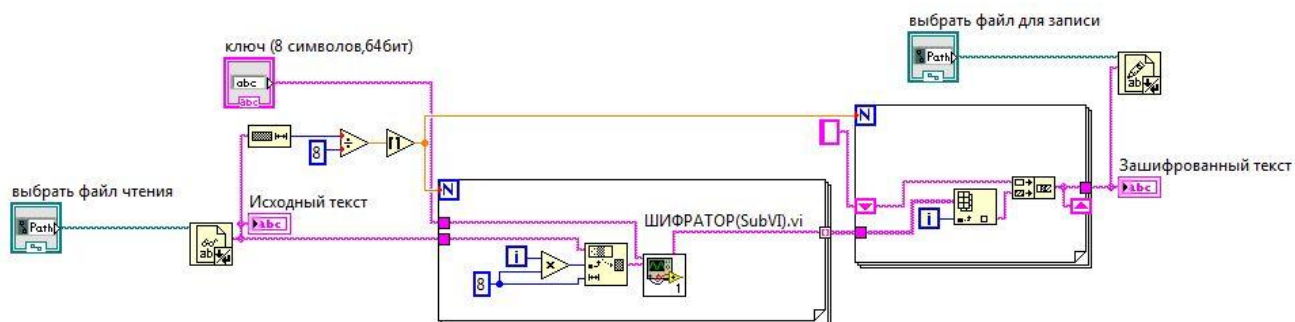 выбрать файл для записи
ключ (8 символов,64бит)
Path
abc
abc
N
8
Зашифрованный текст
abc
выбрать файл чтения
N
Исходный текст
Path
abc
ШИФРАТОР(SubVI).vi
i
i
8
1